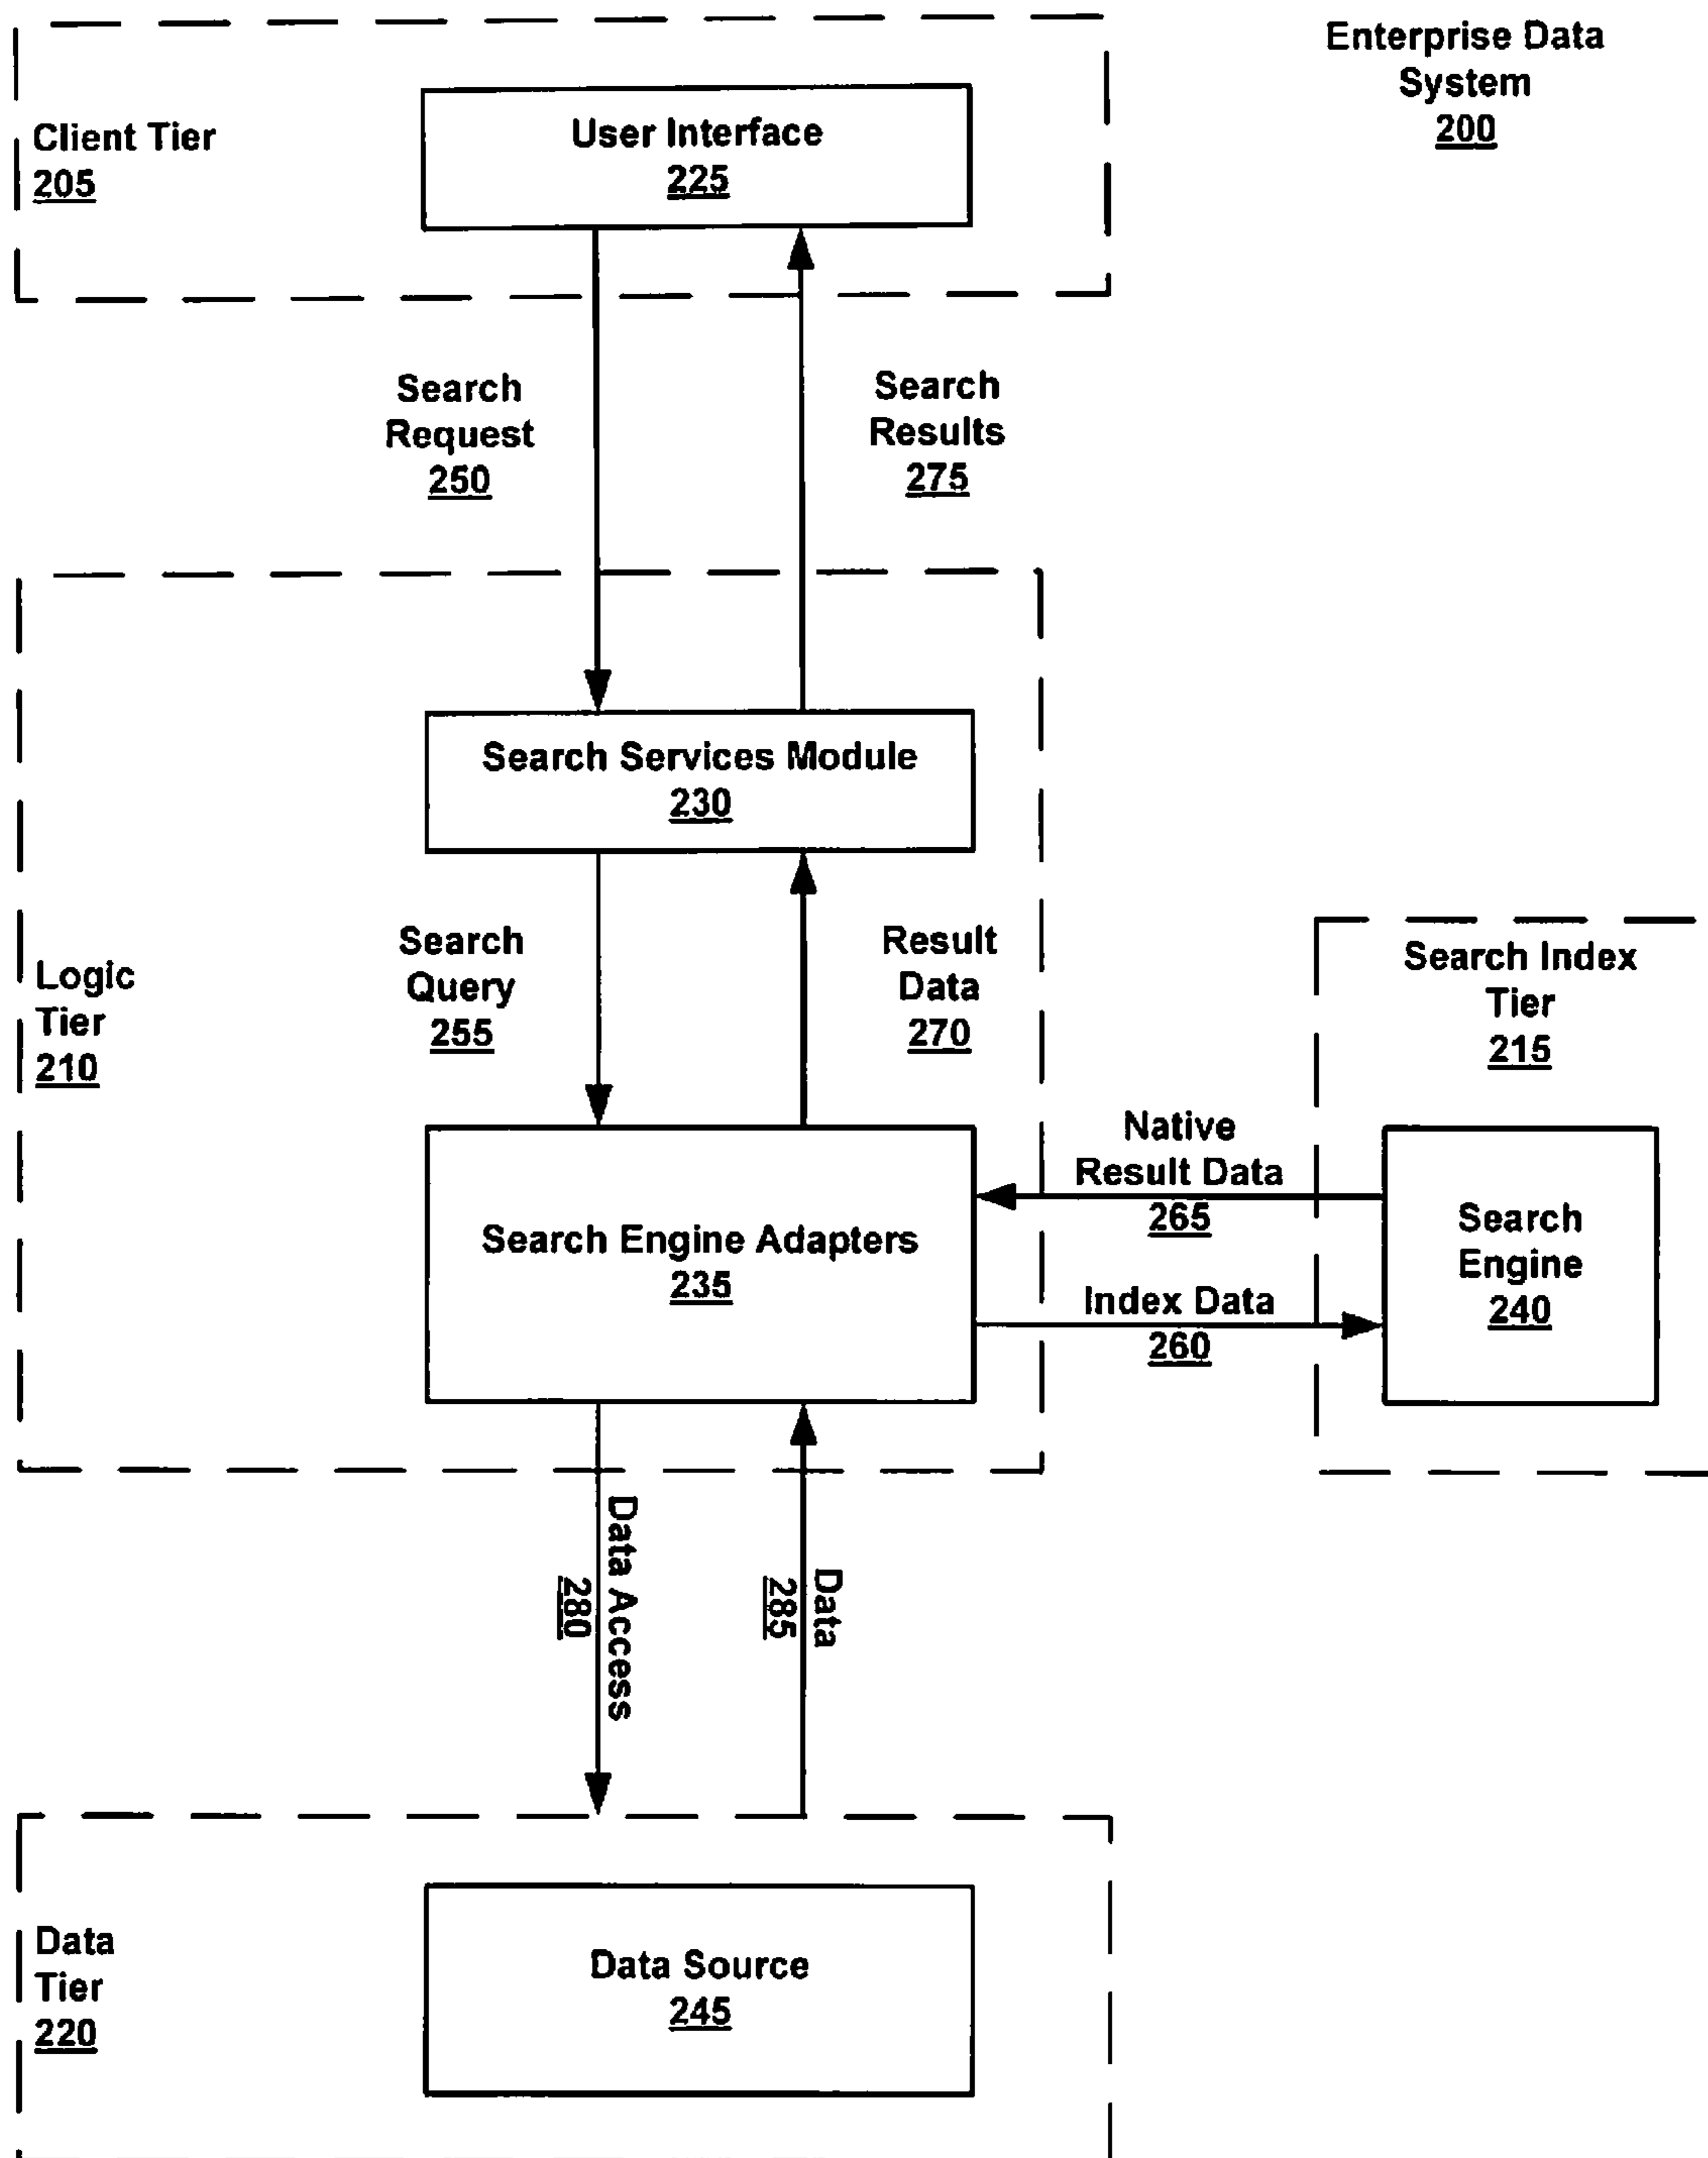 Enterprise Data
System
200
Client Tier
205
User Interface
225
Search
Request
250
Search
Results
275
Search Services Module
230
Logic
Tier
210
Search
Query
255
Result
Data
270
Search Index
Tier
215
Native
Result Data
265
Search Engine Adapters
235
Index Data
260
Search
Engine
240
Data Access
280
Data
285
Data
Tier
220
Data Source
245